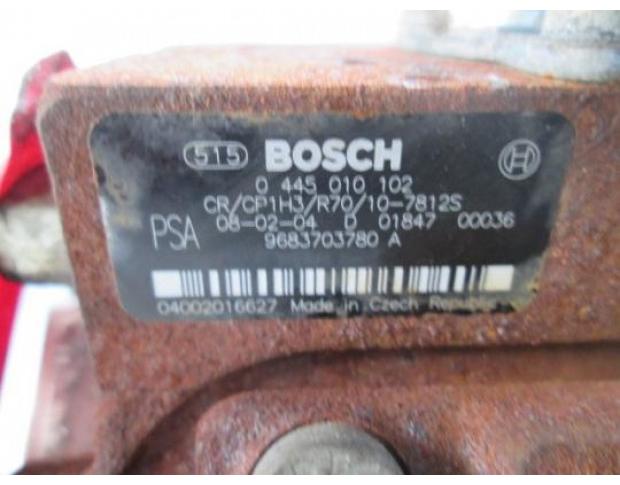 515 BOSCH
0 445 010 102
CR/CP1H3/R70/10-7812S
PSA 08-02-04 D 01847 00036
9683703780 A
04002016627 Made in Czech Republic